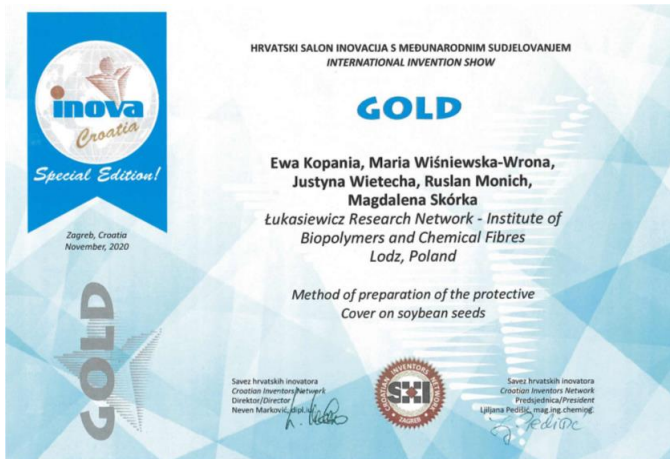 HRVATSKI SALON INOVACIJA S MEĐUNARODNIM SUDJELOVANJEM
INTERNATIONAL INVENTION SHOW
inova
Croatia
Special Edition!
GOLD
Ewa Kopania, Maria Wiśniewska-Wrona,
Justyna Wietecha, Ruslan Monich,
Magdalena Skórka
Łukasiewicz Research Network - Institute of
Biopolymers and Chemical Fibres
Lodz, Poland
Zagreb, Croatia
November, 2020
Method of preparation of the protective
Cover on soybean seeds
GOLD
Savez hrvatskih inovatora
Croatian Inventors Network
Direktor/Director
Neven Marković, dipl.
CROATIAN INVENTORS NETWORK
SHI
ZAGREB
Savez hrvatskih inovatora
Croatian Inventors Network
Predsjednica/President
Ljiljana Pedišić, mag.ing.cheming.